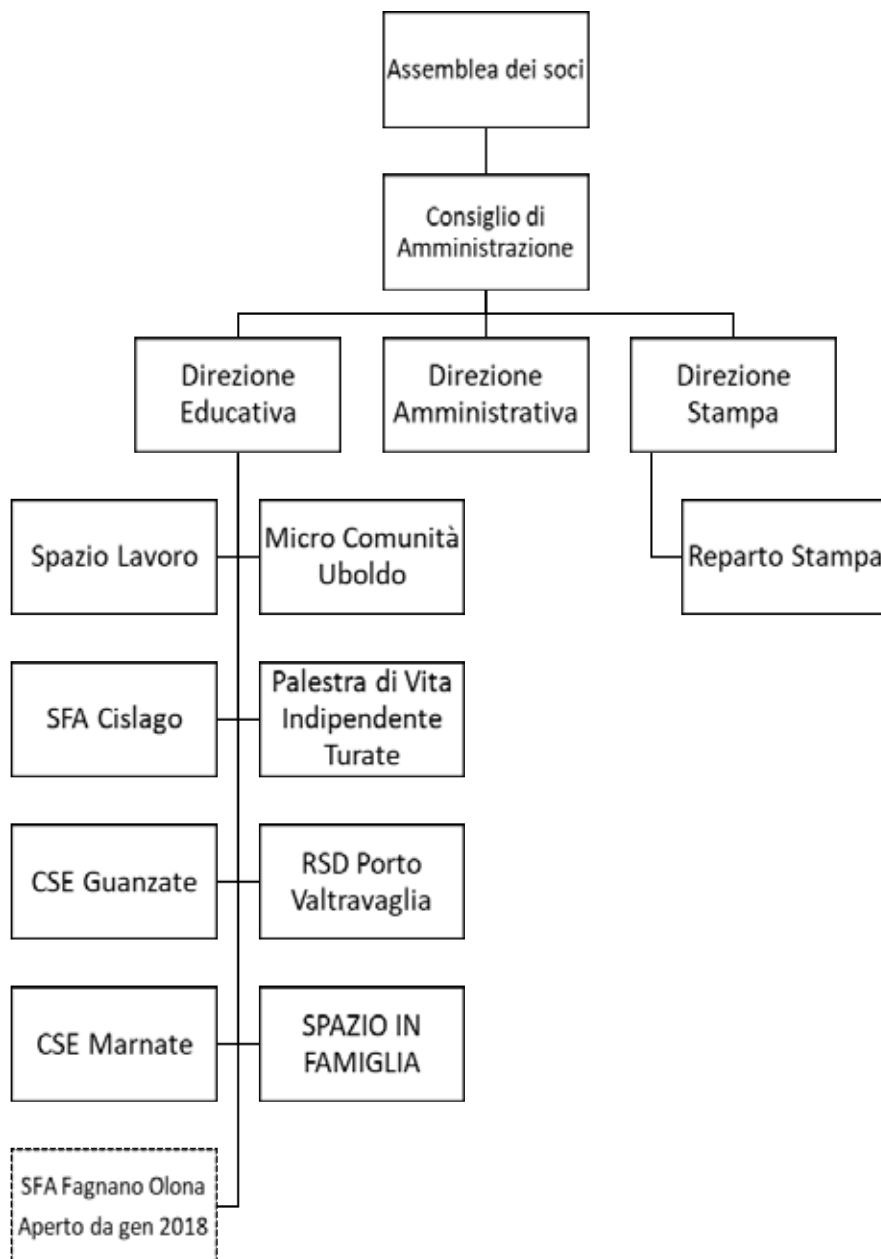 Assemblea dei soci
Consiglio di
Amministrazione
Direzione
Educativa
Direzione
Amministrativa
Direzione
Stampa
Spazio Lavoro
Micro Comunità
Uboldo
Reparto Stampa
SFA Cislago
Palestra di Vita
Indipendente
Turate
CSE Guanzate
RSD Porto
Valtravaglia
CSE Marnate
SPAZIO IN
FAMIGLIA
SFA Fagnano Olona
Aperto da gen 2018